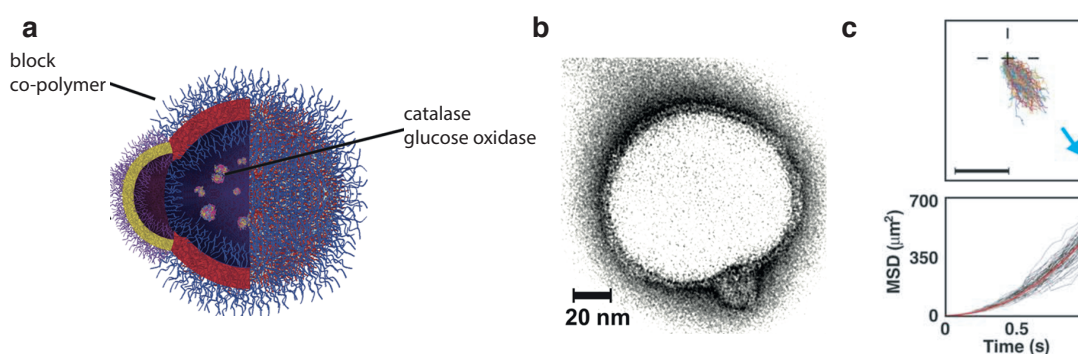 a
block
co-polymer
catalase
glucose oxidase
b
20 nm
c
700
350
0
MSD (μm²)
0
0.5
Time (s)